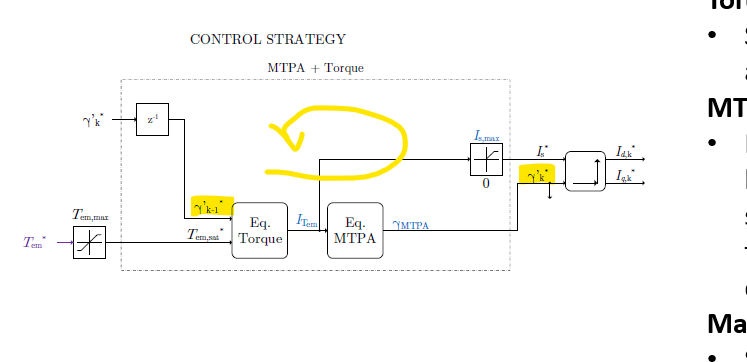 CONTROL STRATEGY
MTPA + Torque
γ'k*
z-1
Is,max
Is*
Id,k*
γ'k*
Iq,k*
0
γ'k-1*
Tem,max
Tem*
Tem,sat*
Eq.
Torque
ITem
Eq.
MTPA
γMTPA
•
MT
•
Ma